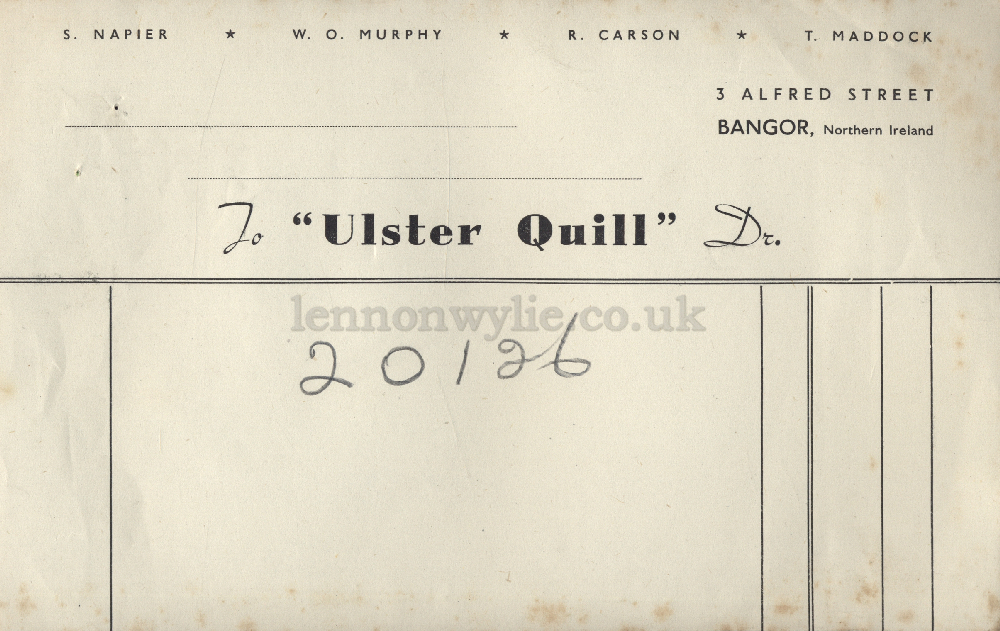 S. NAPIER ★ W. O. MURPHY ★ R. CARSON ★ T. MADDOCK
3 ALFRED STREET
BANGOR, Northern Ireland
To "Ulster Quill" Dr.
lennonwylie.co.uk
20126